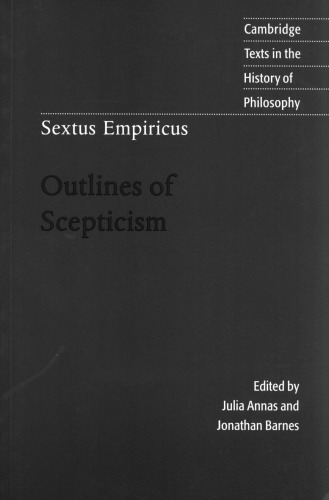 Cambridge
Texts in the
History of
Philosophy
Sextus Empiricus
Outlines of
Scepticism
Edited by
Julia Annas and
Jonathan Barnes